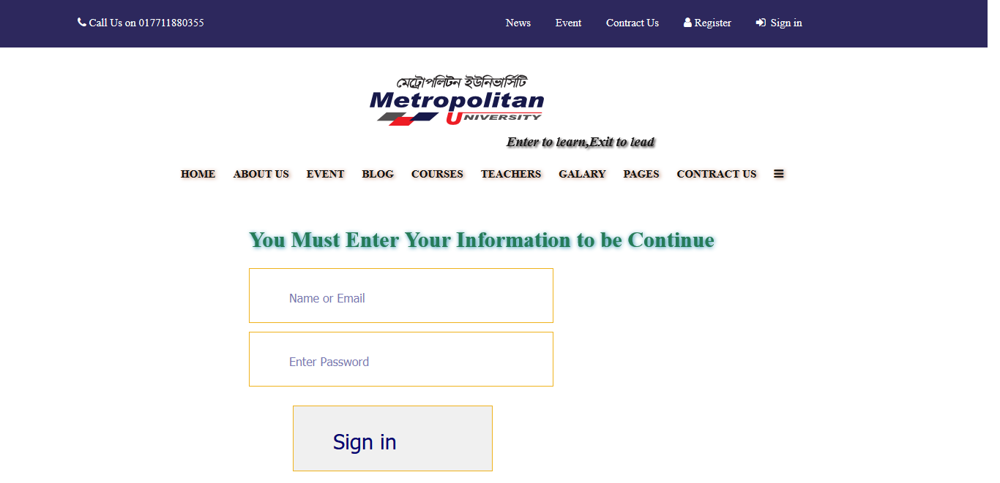 Call Us on 017711880355 News Event Contact Us Register Sign in
মেট্রোপলিটন ইউনিভার্সিটি
Metropolitan
UNIVERSITY
Enter to learn,Exit to lead
HOME ABOUT US EVENT BLOG COURSES TEACHERS GALARY PAGES CONTRACT US
You Must Enter Your Information to be Continue
Name or Email
Enter Password
Sign in